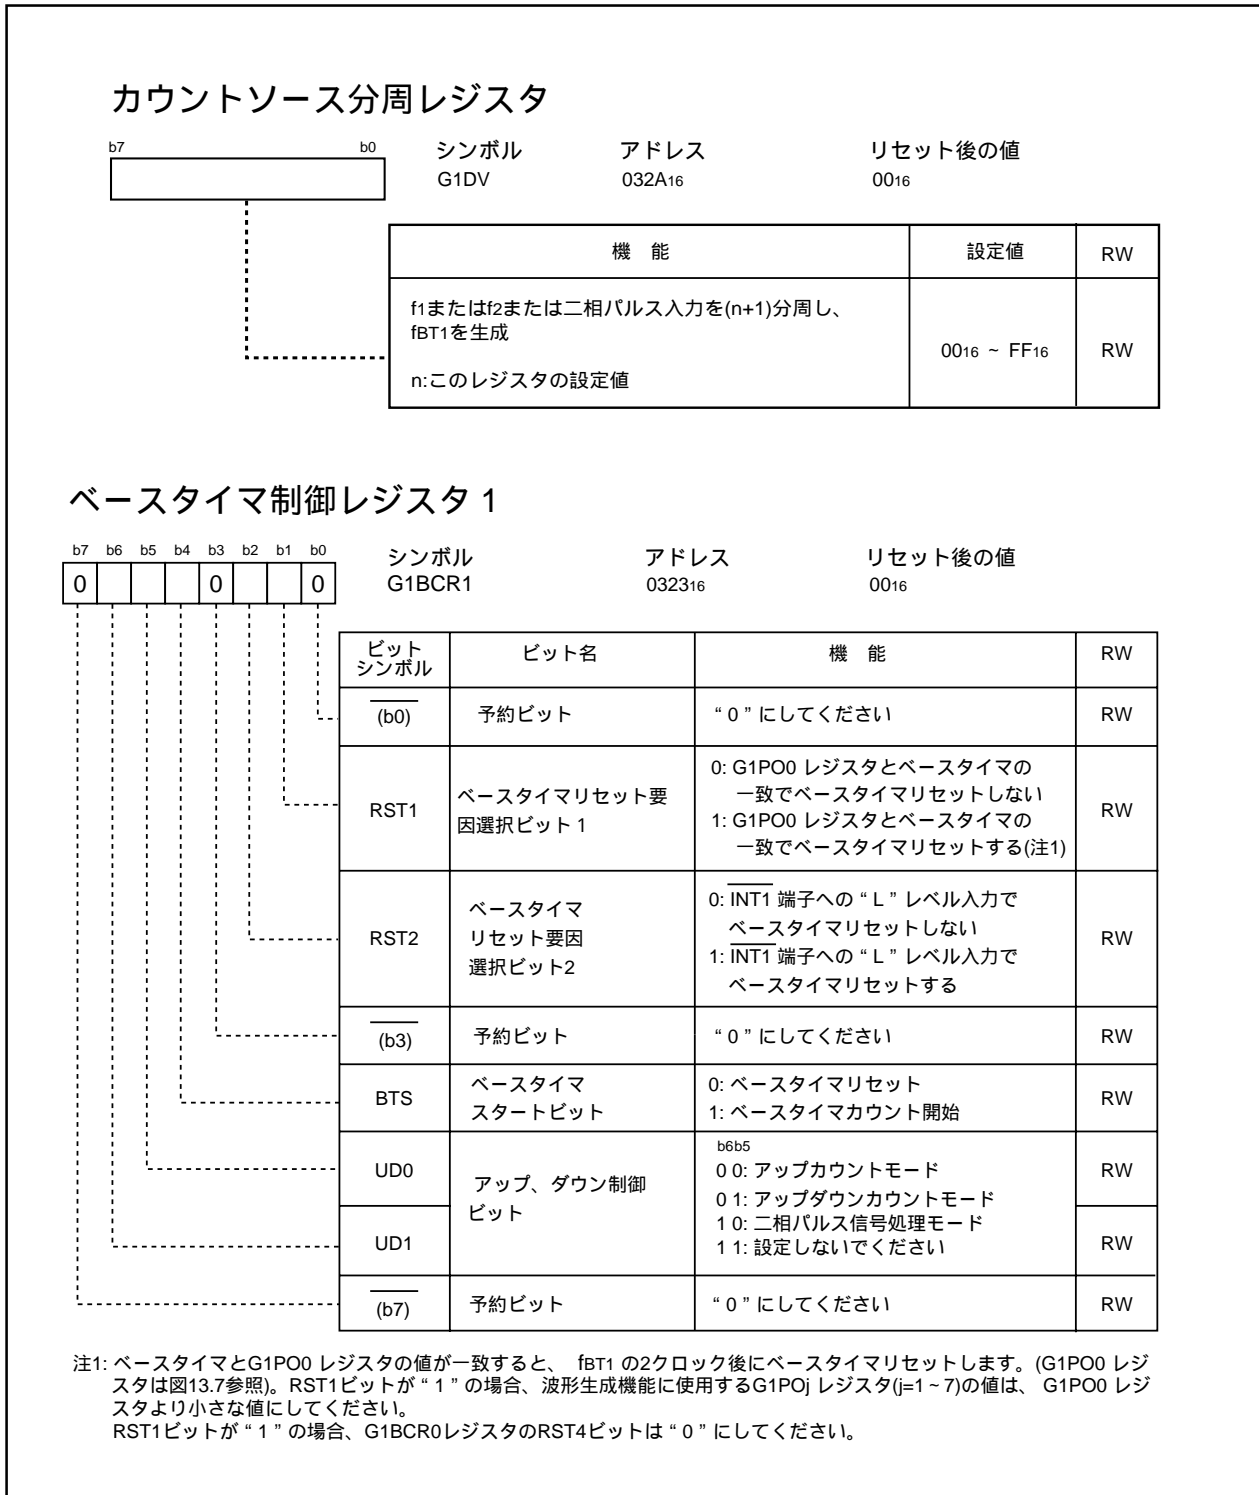 カウントソース分周レジスタ
b7 b0
シンボル アドレス リセット後の値
G1DV 032A16 0016
機 能 設定値 RW
f1またはf2または二相パルス入力を(n+1)分周し、
fBT1を生成
n:このレジスタの設定値
0016 ~ FF16 RW
ベースタイマ制御レジスタ 1
b7 b6 b5 b4 b3 b2 b1 b0
0 0 0
シンボル アドレス リセット後の値
G1BCR1 032316 0016
ビット
シンボル
ビット名 機 能 RW
(b0) 予約ビット “ 0 ” にしてください RW
RST1
ベースタイマリセット要
因選択ビット 1
0: G1PO0 レジスタとベースタイマの
一致でベースタイマリセットしない
1: G1PO0 レジスタとベースタイマの
一致でベースタイマリセットする(注1)
RW
RST2
ベースタイマ
リセット要因
選択ビット2
0: INT1 端子への “ L ” レベル入力で
ベースタイマリセットしない
1: INT1 端子への “ L ” レベル入力で
ベースタイマリセットする
RW
(b3) 予約ビット “ 0 ” にしてください RW
BTS
ベースタイマ
スタートビット
0: ベースタイマリセット
1: ベースタイマカウント開始
RW
UD0
UD1
アップ、ダウン制御
ビット
b6b5
0 0: アップカウントモード
0 1: アップダウンカウントモード
1 0: 二相パルス信号処理モード
1 1: 設定しないでください
RW
RW
(b7) 予約ビット “ 0 ” にしてください RW
注1: ベースタイマとG1PO0 レジスタの値が一致すると、 fBT1 の2クロック後にベースタイマリセットします。(G1PO0 レジ
スタは図13.7参照)。RST1ビットが “ 1 ” の場合、波形生成機能に使用するG1POj レジスタ(j=1 ~ 7)の値は、 G1PO0 レジ
スタより小さな値にしてください。
RST1ビットが “ 1 ” の場合、G1BCR0レジスタのRST4ビットは “ 0 ” にしてください。